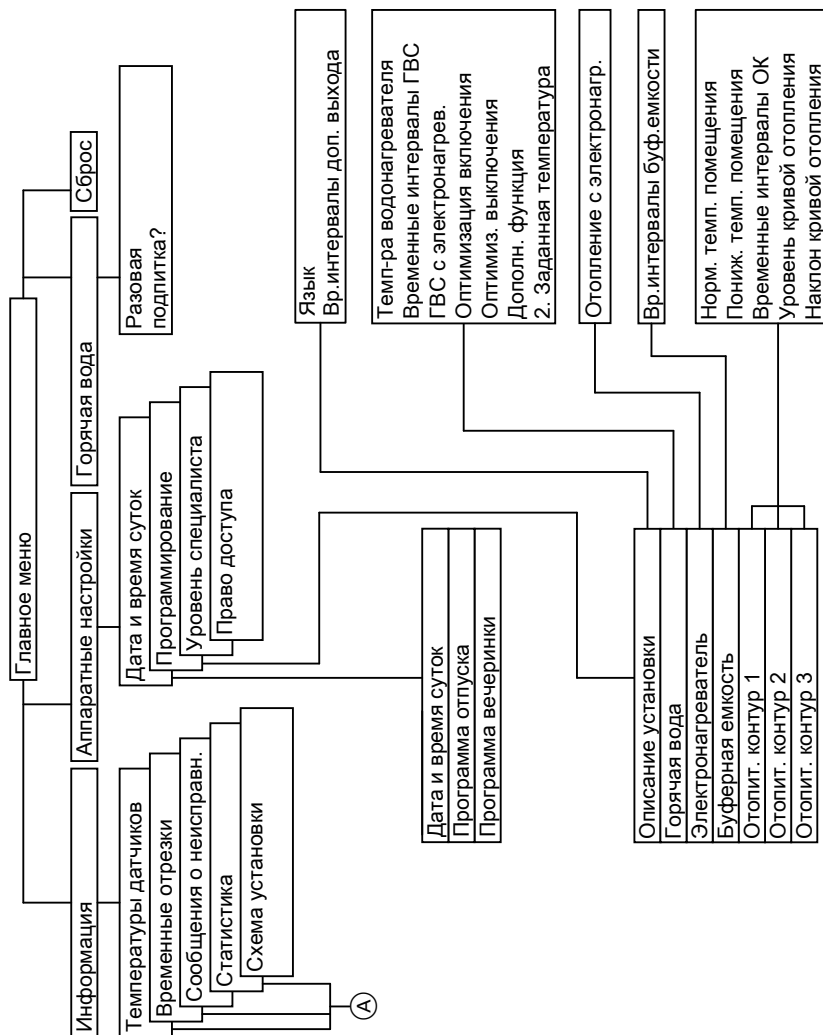 Главное меню
Информация
Аппаратные настройки
Горячая вода
Сброс
Температуры датчиков
Временные отрезки
Сообщения о неисправн.
Статистика
Схема установки
A
Дата и время суток
Программирование
Уровень специалиста
Право доступа
Разовая
подпитка?
Дата и время суток
Программа отпуска
Программа вечеринки
Описание установки
Горячая вода
Электронагреватель
Буферная емкость
Отопит. контур 1
Отопит. контур 2
Отопит. контур 3
Язык
Вр.интервалы доп. выхода
Темп-ра водонагревателя
Временные интервалы ГВС
ГВС с электронагрев.
Оптимизация включения
Оптимиз. выключения
Дополн. функция
2. Заданная температура
Отопление с электронагр.
Вр.интервалы буф.емкости
Норм. темп. помещения
Пониж. темп. помещения
Временные интервалы ОК
Уровень кривой отопления
Наклон кривой отопления